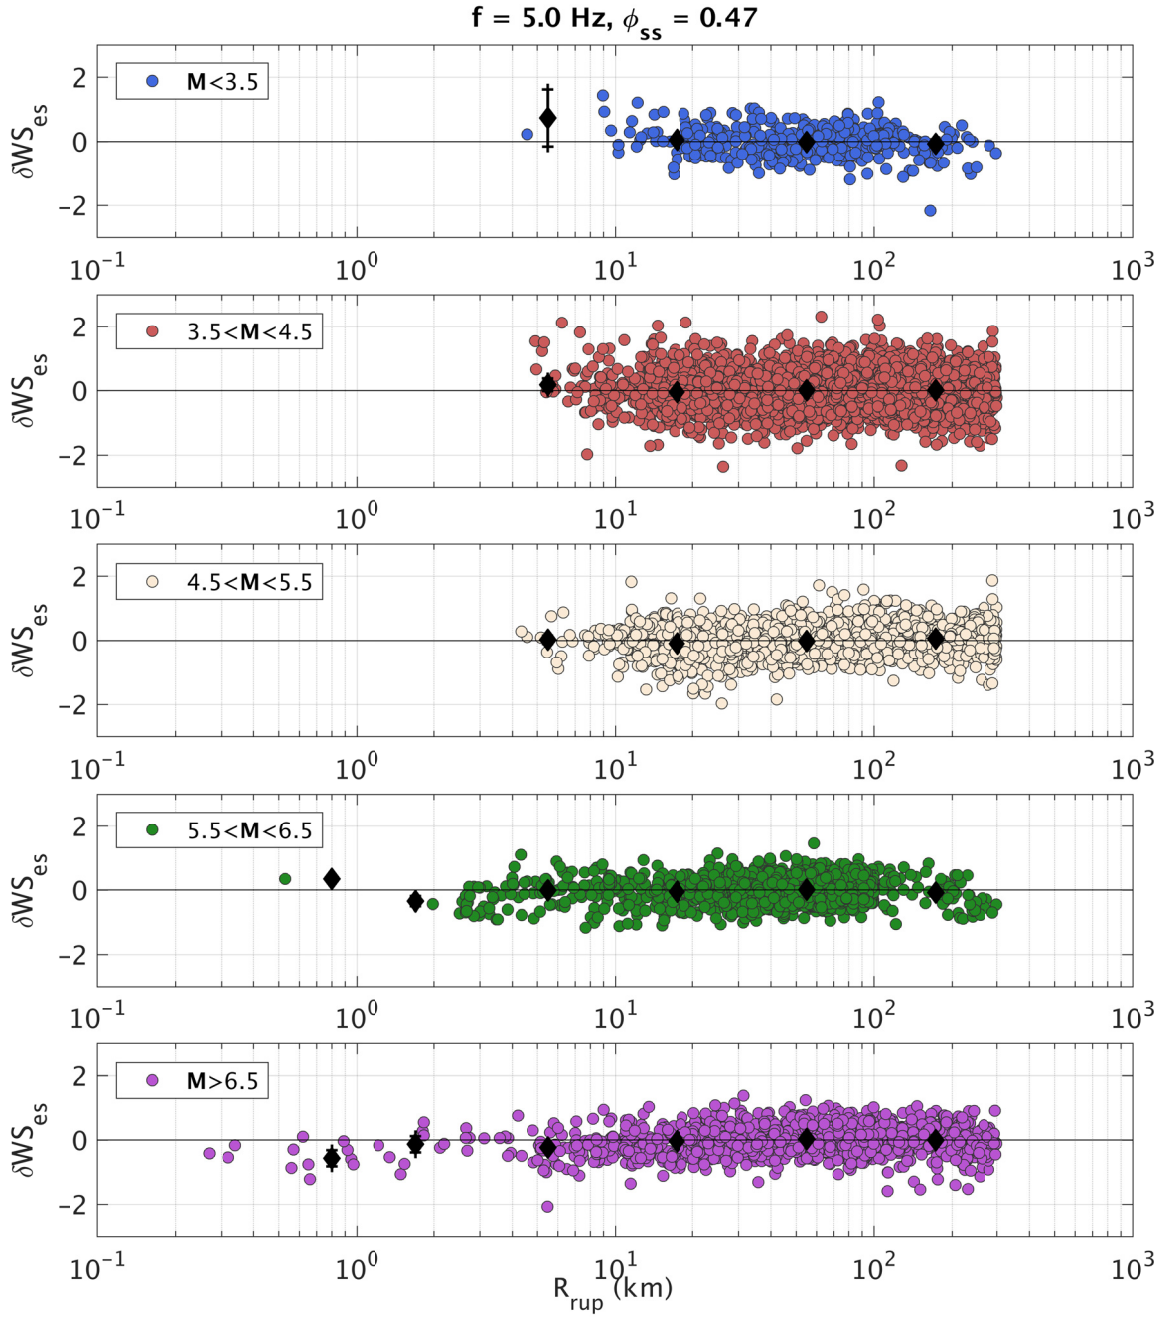 f = 5.0 Hz, ϕss = 0.47
M<3.5
δWSes
2
0
−2
10⁻¹ 10⁰ 10¹ 10² 10³
3.5<M<4.5
δWSes
2
0
−2
10⁻¹ 10⁰ 10¹ 10² 10³
4.5<M<5.5
δWSes
2
0
−2
10⁻¹ 10⁰ 10¹ 10² 10³
5.5<M<6.5
δWSes
2
0
−2
10⁻¹ 10⁰ 10¹ 10² 10³
M>6.5
δWSes
2
0
−2
10⁻¹ 10⁰ 10¹ 10² 10³
Rrup (km)